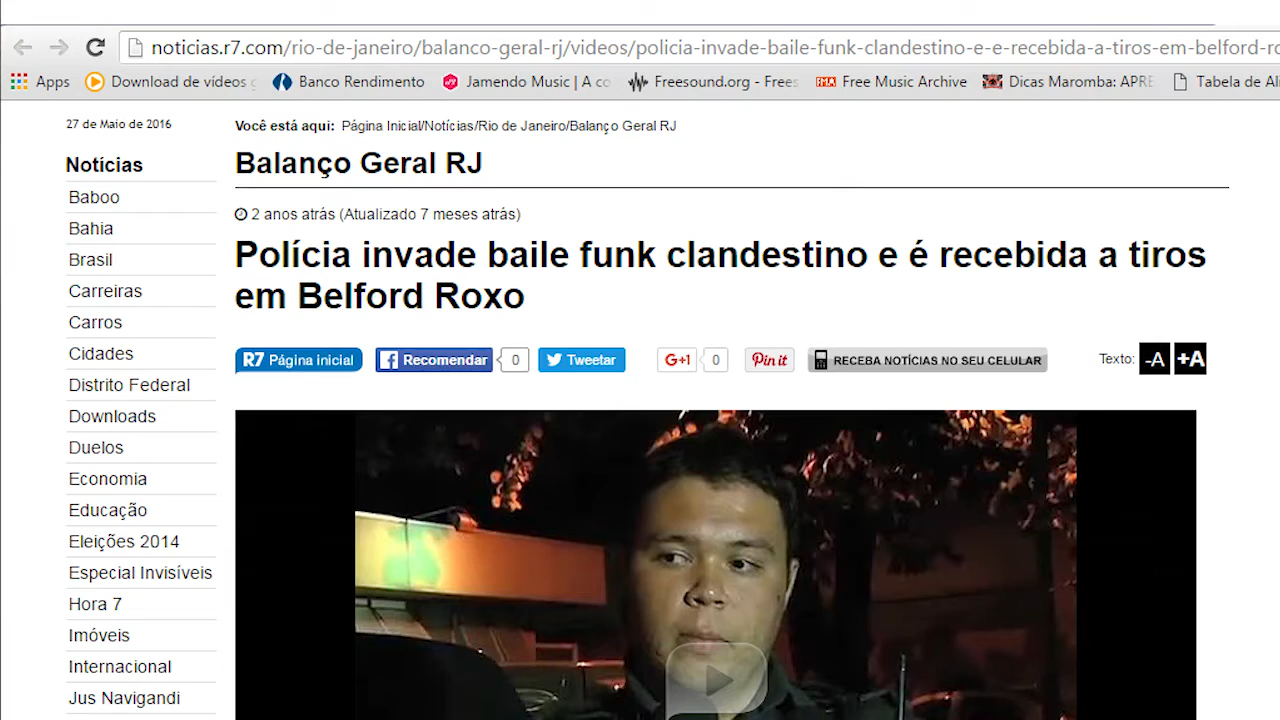 noticias.r7.com/rio-de-janeiro/balanco-geral-rj/videos/policia-invade-baile-funk-clandestino-e-e-recebida-a-tiros-em-belford-ro
Apps Download de vídeos g Banco Rendimento Jamendo Music | A co Freesound.org - Frees FMA Free Music Archive Dicas Maromba: APRE Tabela de Ali
27 de Maio de 2016
Você está aqui: Página Inicial/Notícias/Rio de Janeiro/Balanço Geral RJ
Notícias
Baboo
Bahia
Brasil
Carreiras
Carros
Cidades
Distrito Federal
Downloads
Duelos
Economia
Educação
Eleições 2014
Especial Invisíveis
Hora 7
Imóveis
Internacional
Jus Navigandi
Balanço Geral RJ
2 anos atrás (Atualizado 7 meses atrás)
Polícia invade baile funk clandestino e é recebida a tiros
em Belford Roxo
R7 Página inicial Recomendar 0 Tweetar G+1 0 Pin it RECEBA NOTÍCIAS NO SEU CELULAR Texto: -A +A